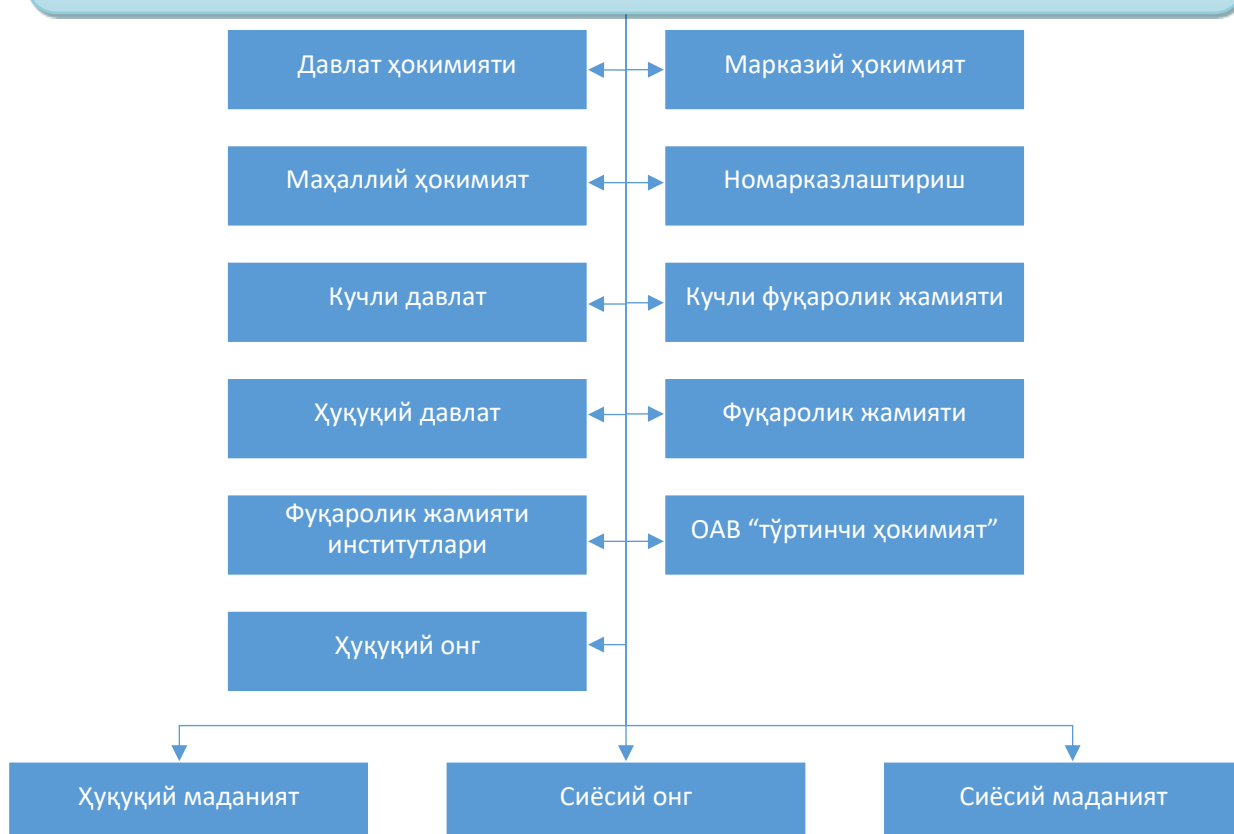 Давлат ҳокимияти
Марказий ҳокимият
Маҳаллий ҳокимият
Номарказлаштириш
Кучли давлат
Кучли фуқаролик жамияти
Ҳуқуқий давлат
Фуқаролик жамияти
Фуқаролик жамияти
институтлари
ОАВ “тўртинчи ҳокимият”
Ҳуқуқий онг
Ҳуқуқий маданият
Сиёсий онг
Сиёсий маданият